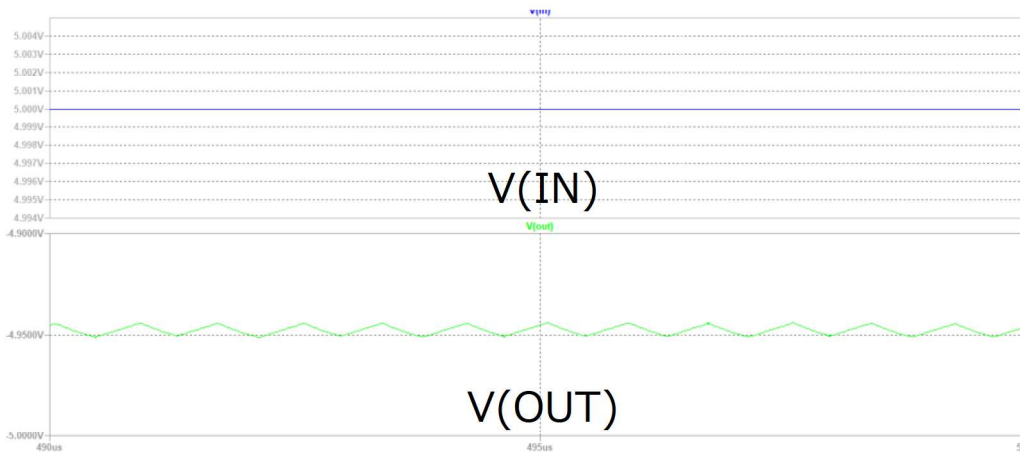 V(in)
5.004V
5.003V
5.002V
5.001V
5.000V
4.999V
4.998V
4.997V
4.996V
4.995V
4.994V
V(IN)
V(out)
-4.9000V
-4.9500V
V(OUT)
-5.0000V
490us
495us